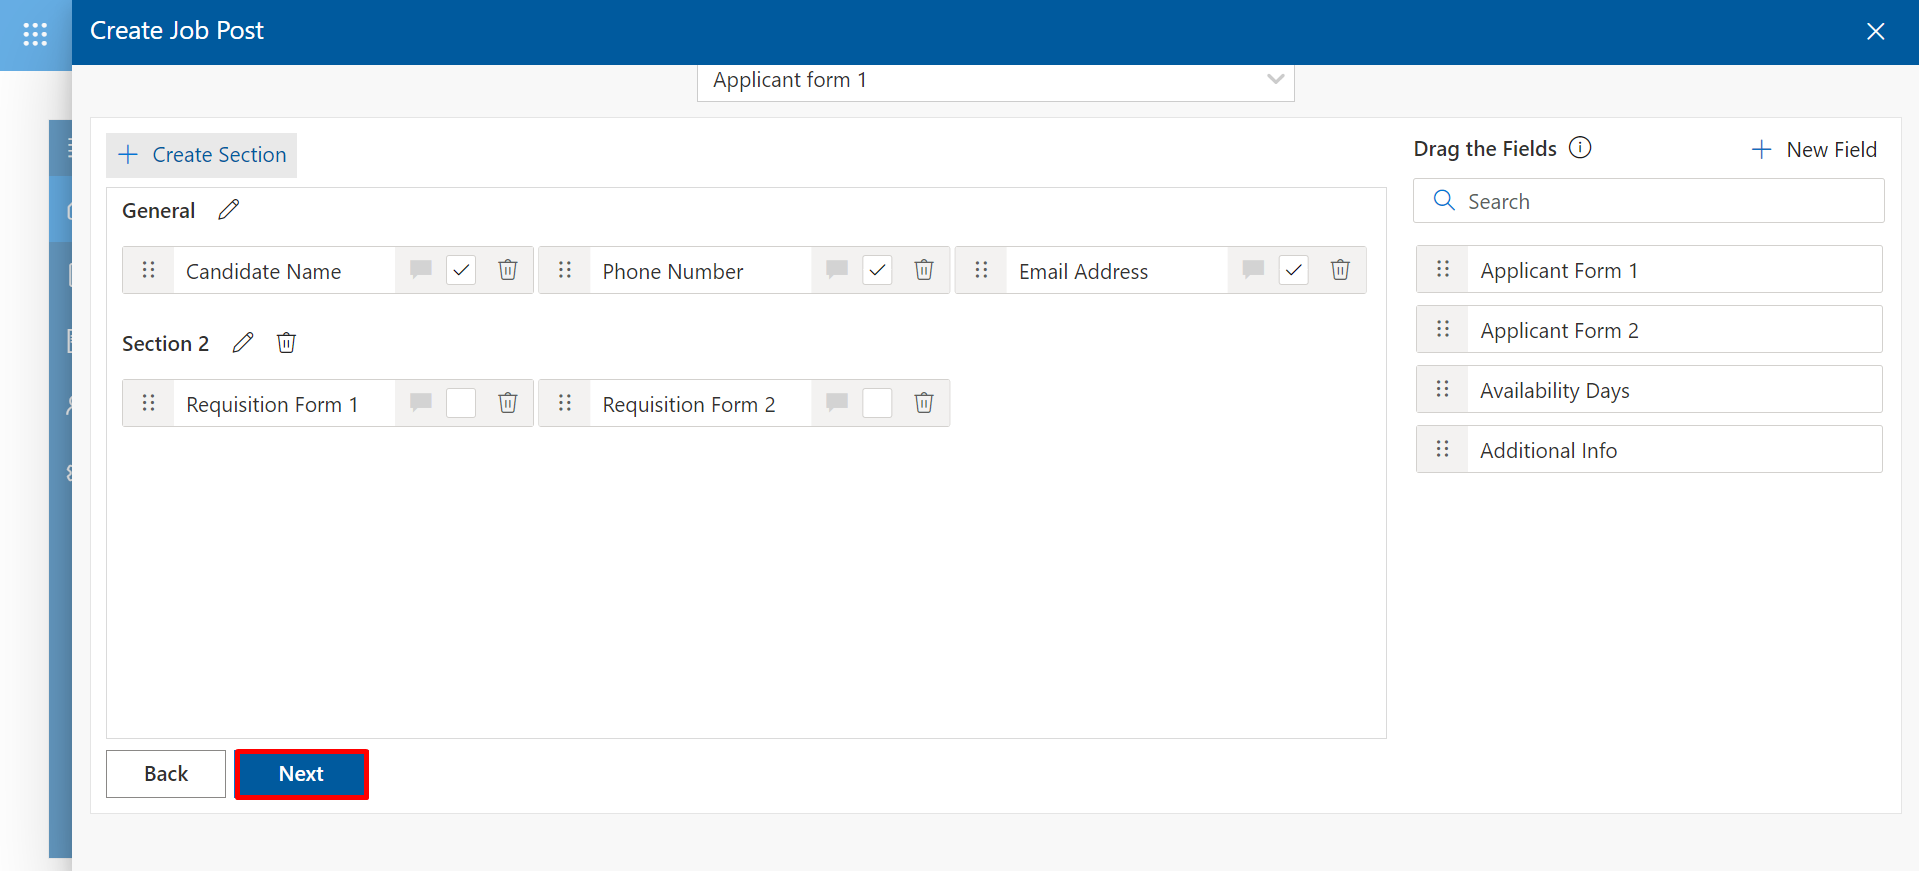 Create Job Post
Applicant form 1
Create Section
General
Candidate Name
Phone Number
Email Address
Section 2
Requisition Form 1
Requisition Form 2
Back
Next
Drag the Fields
New Field
Search
Applicant Form 1
Applicant Form 2
Availability Days
Additional Info